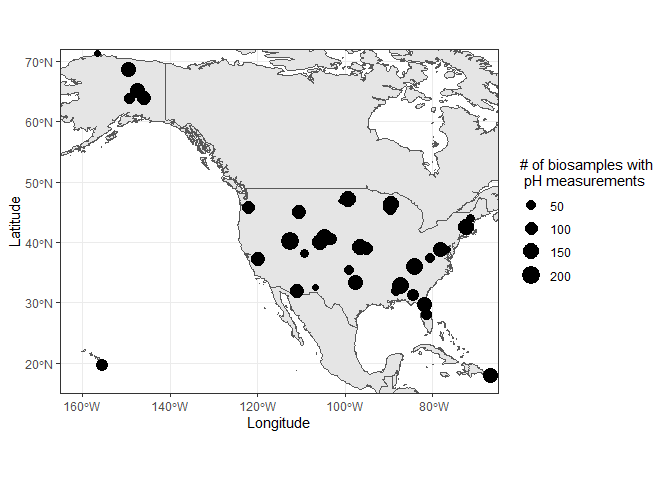 70°N
60°N
50°N
40°N
30°N
20°N
Latitude
160°W
140°W
120°W
100°W
80°W
Longitude
# of biosamples with
pH measurements
50
100
150
200